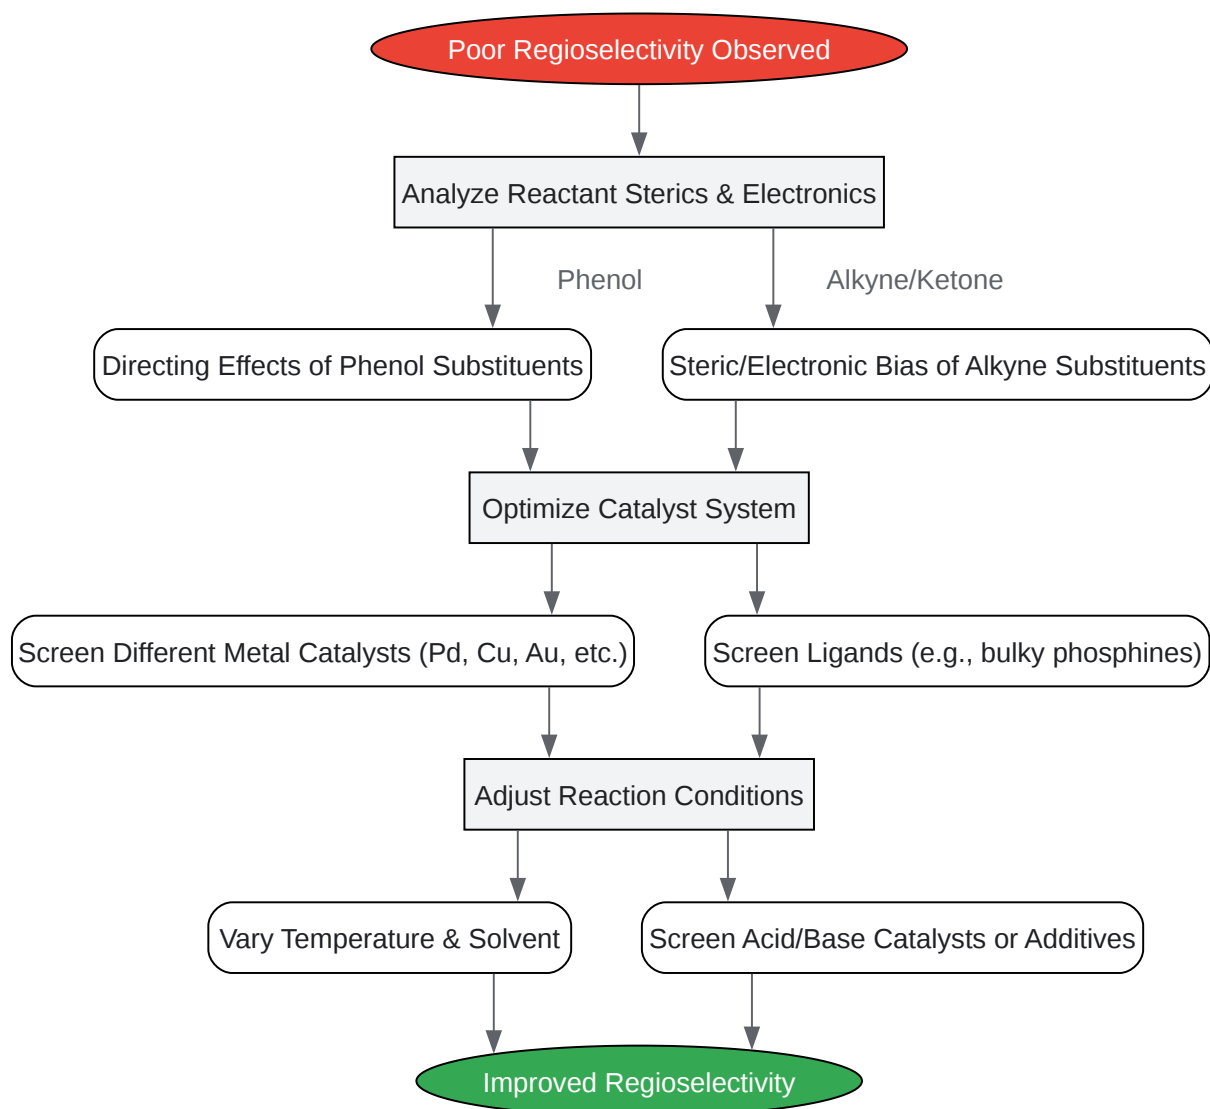 Poor Regioselectivity Observed
Analyze Reactant Sterics & Electronics
Phenol
Alkyne/Ketone
Directing Effects of Phenol Substituents
Steric/Electronic Bias of Alkyne Substituents
Optimize Catalyst System
Screen Different Metal Catalysts (Pd, Cu, Au, etc.)
Screen Ligands (e.g., bulky phosphines)
Adjust Reaction Conditions
Vary Temperature & Solvent
Screen Acid/Base Catalysts or Additives
Improved Regioselectivity